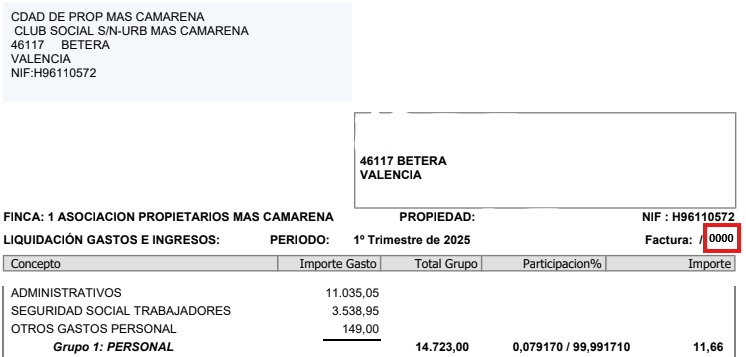 CDAD DE PROP MAS CAMARENA
CLUB SOCIAL S/N-URB MAS CAMARENA
46117 BETERA
VALENCIA
NIF:H96110572
46117 BETERA
VALENCIA
FINCA: 1 ASOCIACION PROPIETARIOS MAS CAMARENA PROPIEDAD: NIF : H96110572
LIQUIDACIÓN GASTOS E INGRESOS: PERIODO: 1º Trimestre de 2025 Factura: / 0000
Concepto Importe Gasto Total Grupo Participacion% Importe
ADMINISTRATIVOS 11.035,05
SEGURIDAD SOCIAL TRABAJADORES 3.538,95
OTROS GASTOS PERSONAL 149,00
Grupo 1: PERSONAL 14.723,00 0,079170 / 99,991710 11,66